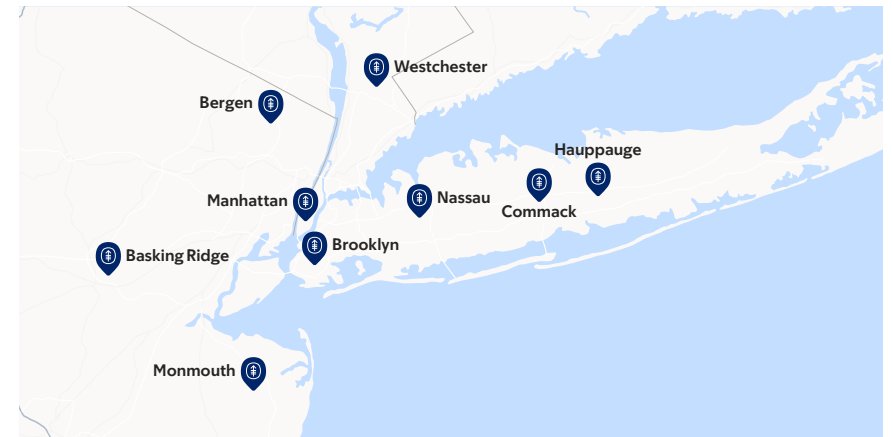 Westchester
Bergen
Hauppauge
Manhattan
Nassau
Commack
Brooklyn
Basking Ridge
Monmouth